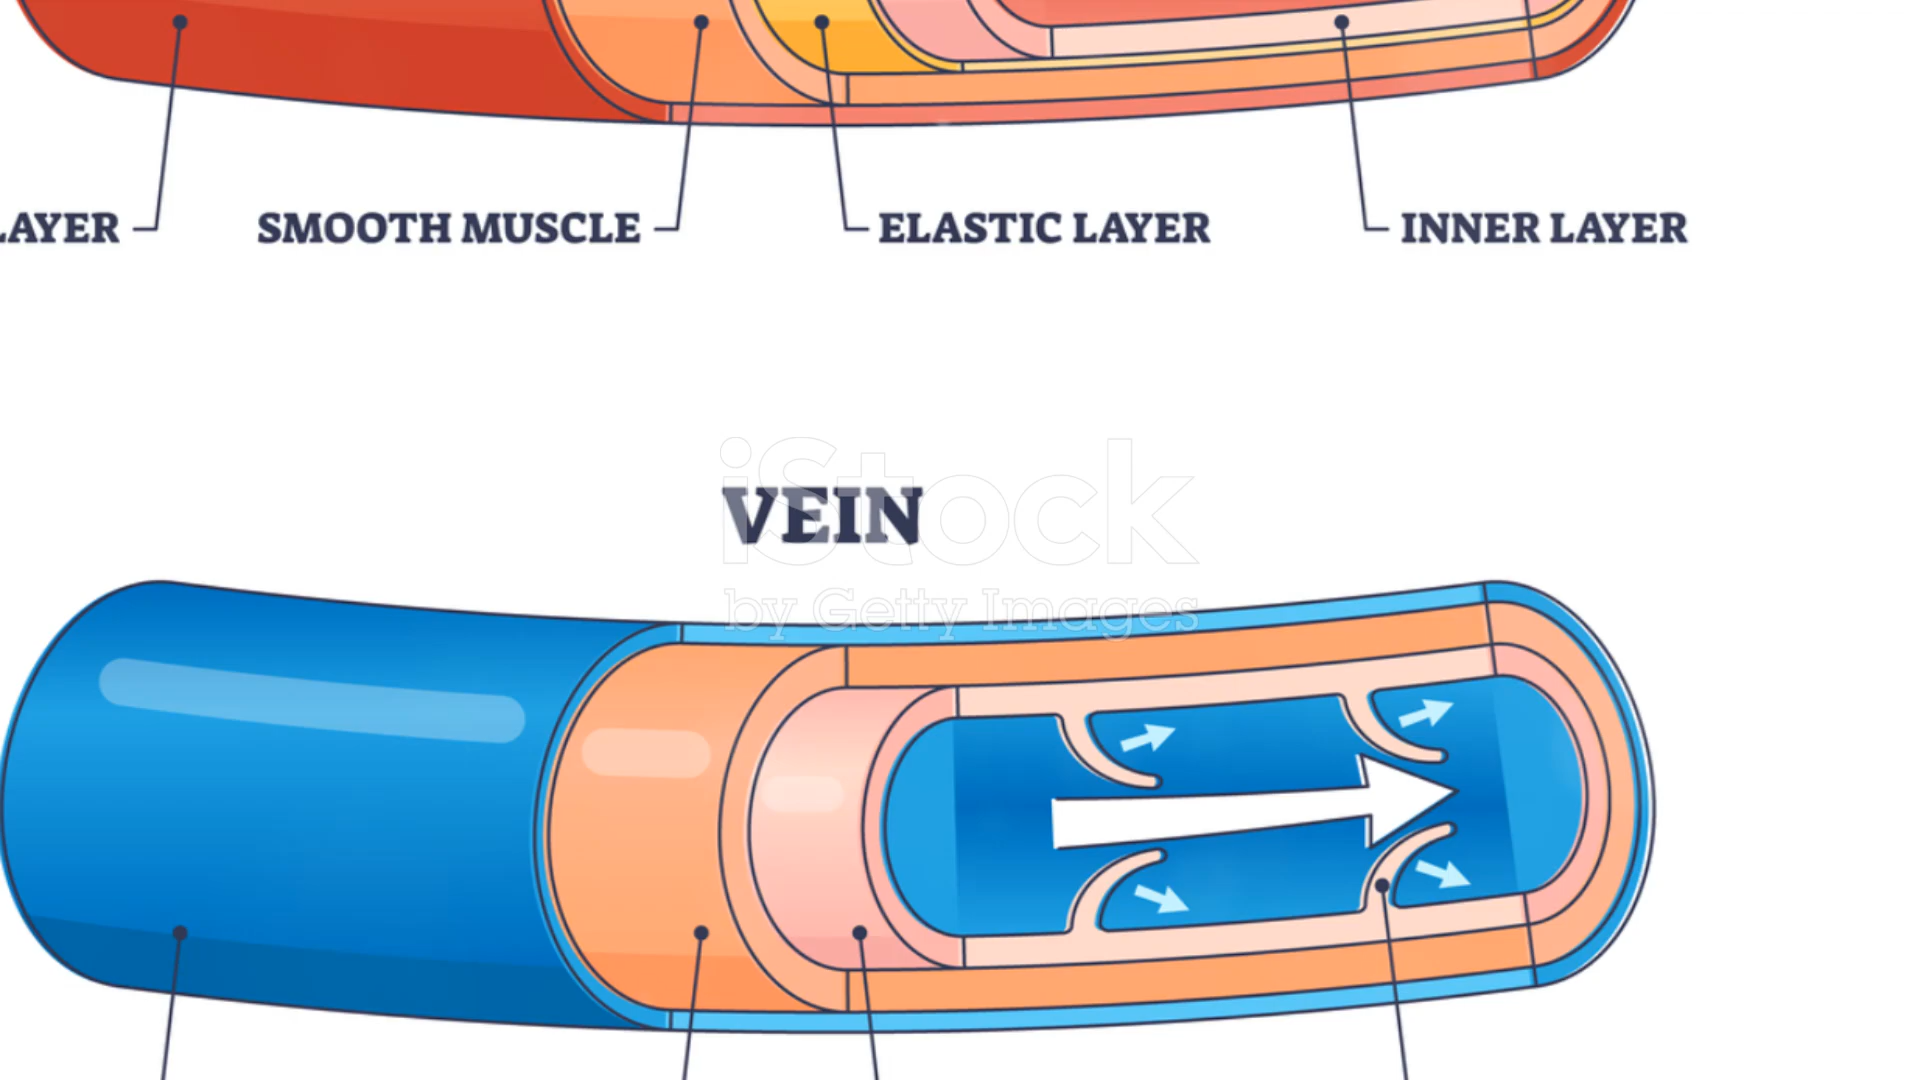 LAYER
SMOOTH MUSCLE
ELASTIC LAYER
INNER LAYER
VEIN
iStock
by Getty Images